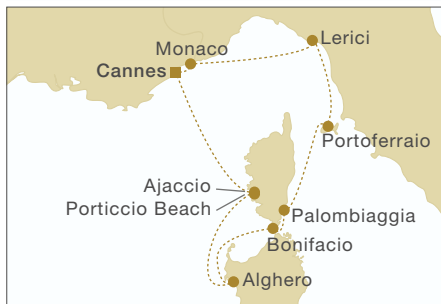 Lerici
Monaco
Cannes
Portoferraio
Ajaccio
Porticcio Beach
Palombiaggia
Bonifacio
Alghero